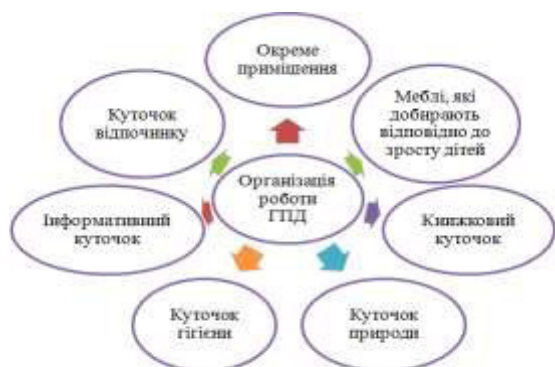 Окреме
приміщення
Меблі, які
добирають
відповідно до
зросту дітей
Книжковий
куточок
Куточок
природи
Куточок
гігієни
Інформативний
куточок
Куточок
відпочинку
Організація
роботи
ГПД